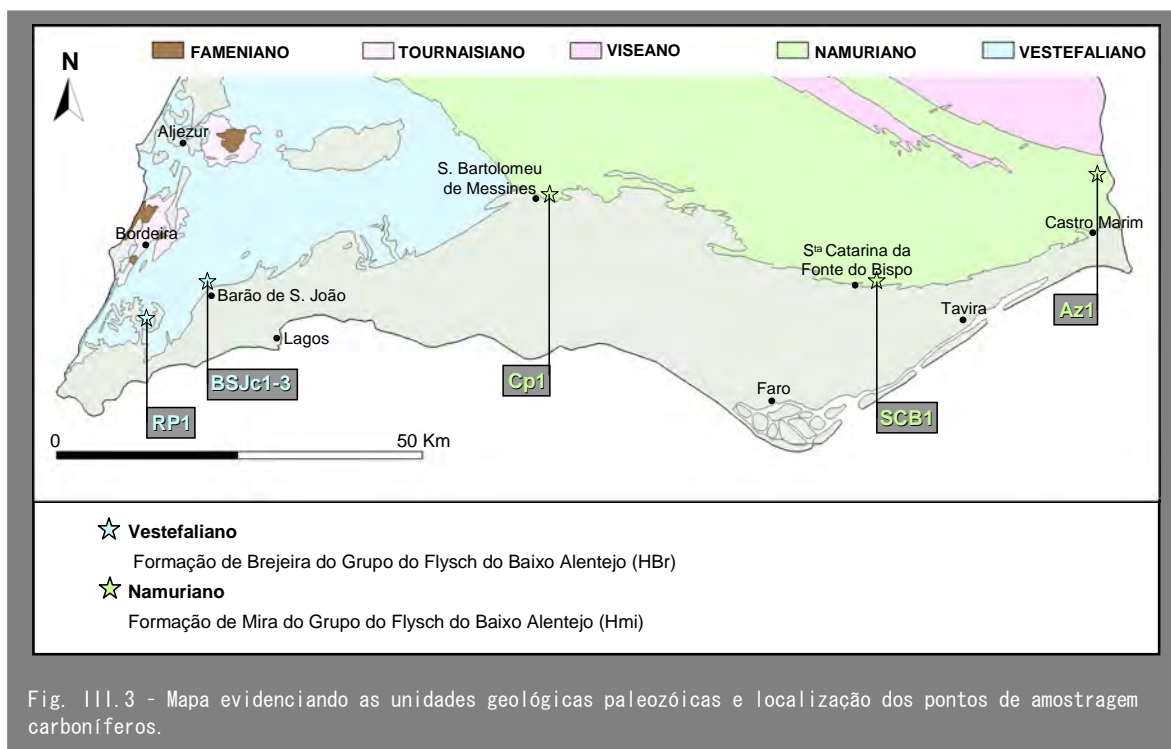 FAMENIANO TOURNAISIANO VISEANO NAMURIANO VESTEFALIANO
N
Aljezur
S. Bartolomeu
de Messines
Bordeira
Castro Marim
Sta Catarina da
Fonte do Bispo
Barão de S. João
Tavira
Az1
Lagos
BSJc1-3
Cp1
Faro
RP1
SCB1
0 50 Km
Vestefaliano
Formação de Brejeira do Grupo do Flysch do Baixo Alentejo (HBr)
Namuriano
Formação de Mira do Grupo do Flysch do Baixo Alentejo (Hmi)
Fig. III.3 - Mapa evidenciando as unidades geológicas paleozóicas e localização dos pontos de amostragem
carboníferos.